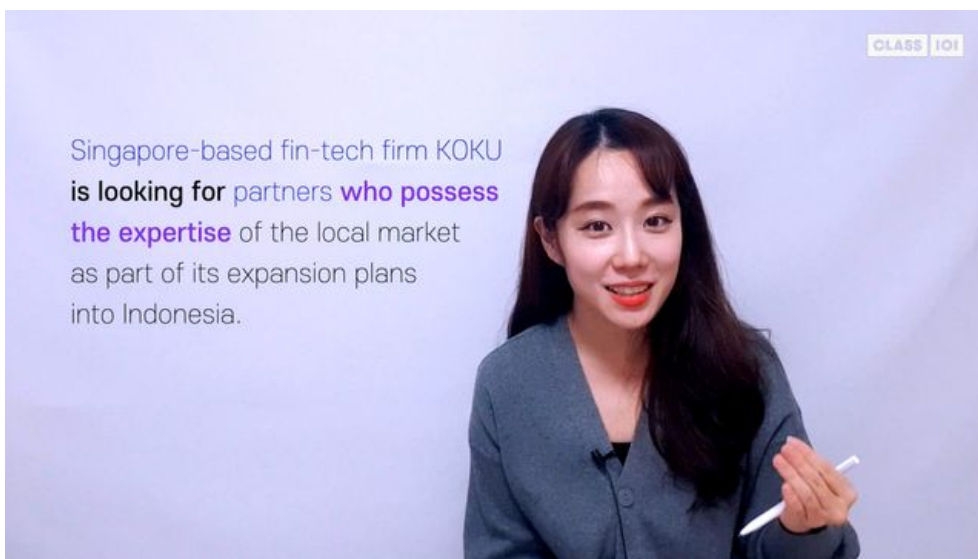 CLASS 101
Singapore-based fin-tech firm KOKU
is looking for partners who possess
the expertise of the local market
as part of its expansion plans
into Indonesia.